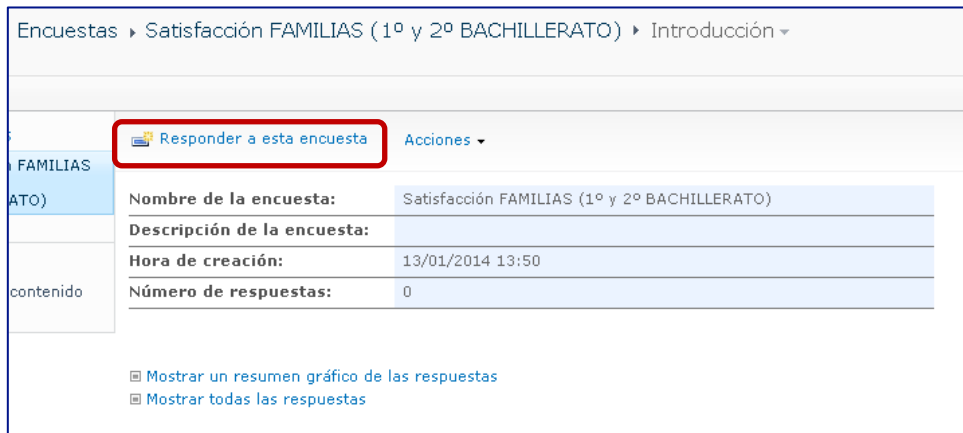 Encuestas ▸ Satisfacción FAMILIAS (1º y 2º BACHILLERATO) ▸ Introducción
Responder a esta encuesta Acciones
FAMILIAS
ATO)
Nombre de la encuesta: Satisfacción FAMILIAS (1º y 2º BACHILLERATO)
Descripción de la encuesta:
Hora de creación: 13/01/2014 13:50
contenido
Número de respuestas: 0
Mostrar un resumen gráfico de las respuestas
Mostrar todas las respuestas